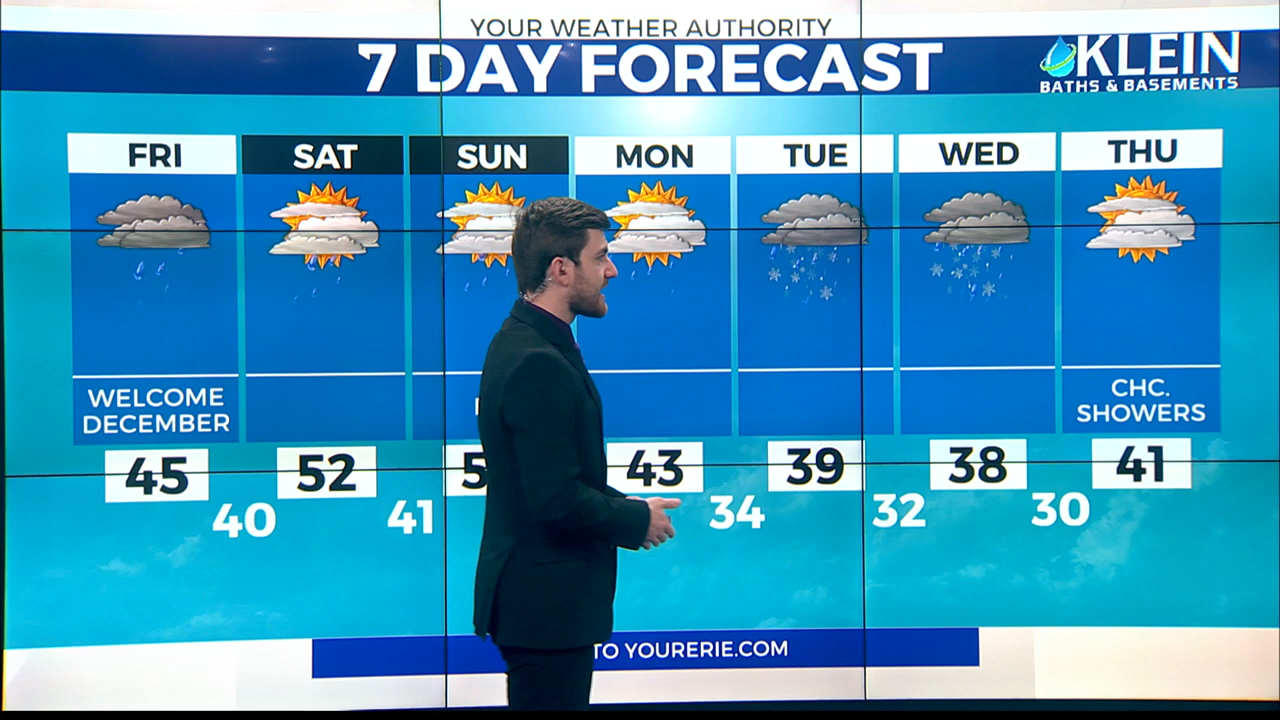 YOUR WEATHER AUTHORITY
7 DAY FORECAST
KLEIN
BATHS & BASEMENTS
FRI
SAT
SUN
MON
TUE
WED
THU
WELCOME
DECEMBER
CHC.
SHOWERS
45
52
43
39
38
41
40
41
34
32
30
TO YOURERIE.COM